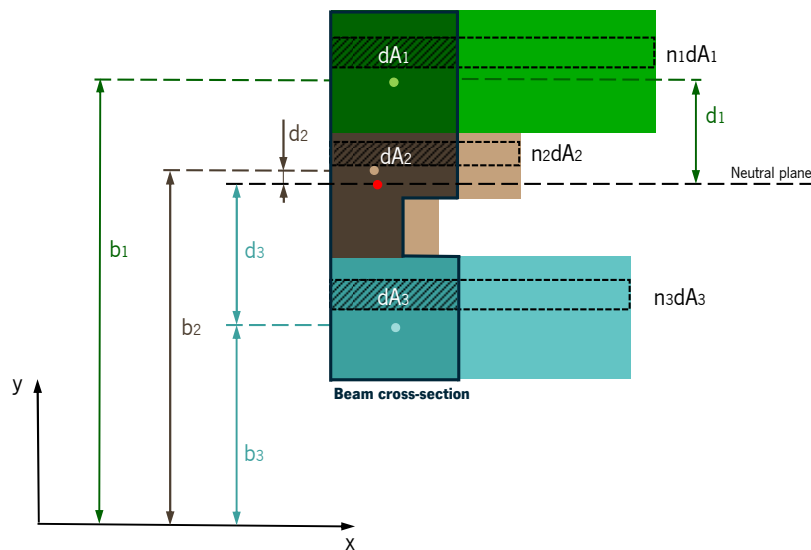 dA1
n1dA1
d1
d2
dA2
n2dA2
Neutral plane
b1
d3
b2
dA3
n3dA3
y
Beam cross-section
b3
x